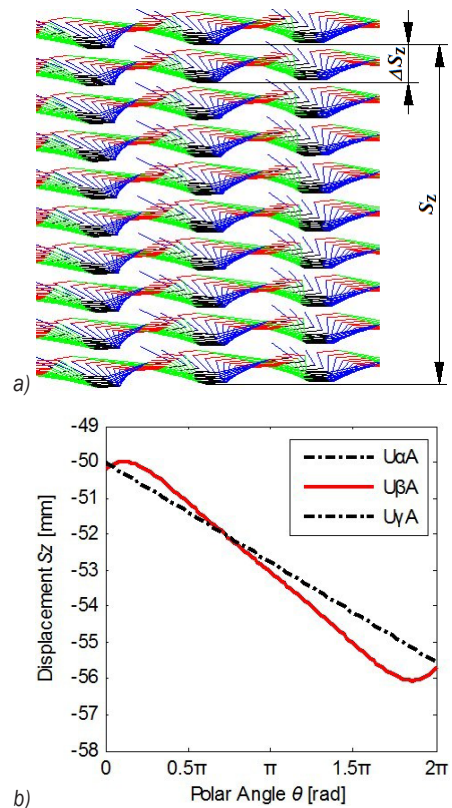 ΔSz
Sz
a)
-49
-50
-51
-52
-53
-54
-55
-56
-57
-58
Displacement Sz [mm]
UαA
UβA
UγA
0
0.5π
π
1.5π
2π
Polar Angle θ [rad]
b)